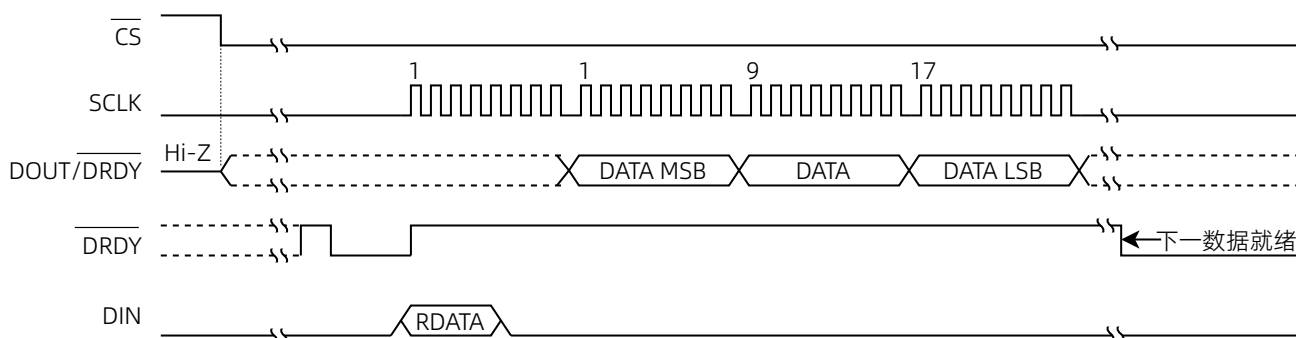 CS
1 1 9 17
SCLK
Hi-Z
DOUT/DRDY
DATA MSB DATA DATA LSB
DRDY
下一数据就绪
DIN
RDATA